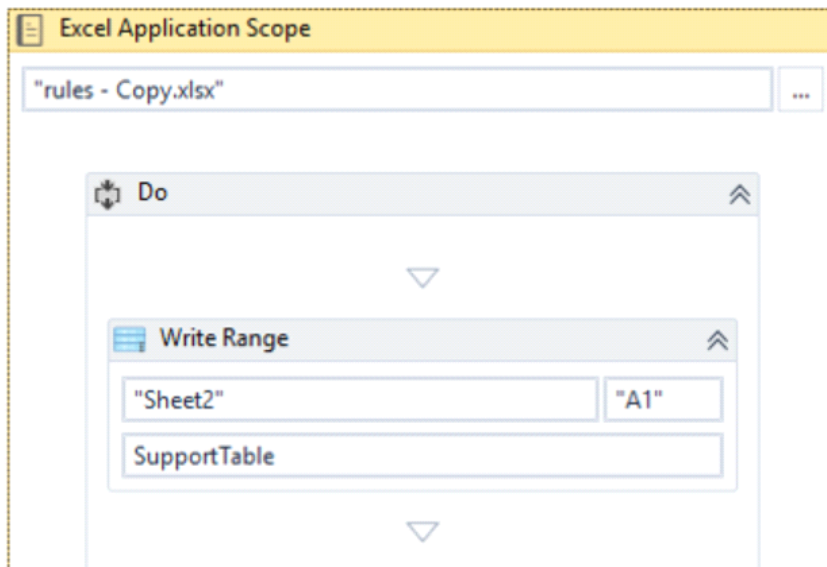 Excel Application Scope
"rules - Copy.xlsx" ...
Do
Write Range
"Sheet2" "A1"
SupportTable